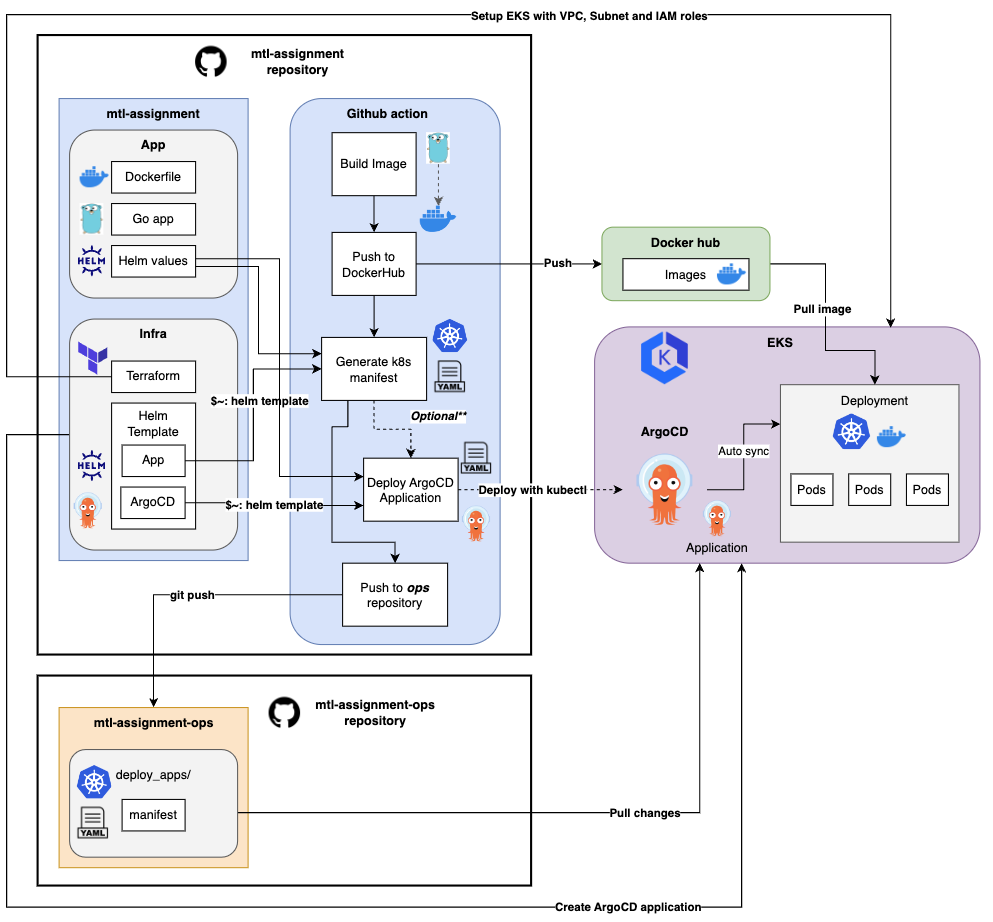 Setup EKS with VPC, Subnet and IAM roles
mtl-assignment
repository
mtl-assignment
App
Dockerfile
Go app
HELM
Helm values
Infra
Terraform
Helm
Template
HELM
App
ArgoCD
Github action
Build Image
Push to
DockerHub
Generate k8s
manifest
YAML
$~: helm template
Optional**
YAML
Deploy ArgoCD
Application
$~: helm template
Push to ops
repository
git push
Push
Docker hub
Images
Pull image
EKS
K
ArgoCD
Auto sync
Deploy with kubectl
Application
Deployment
Pods
Pods
Pods
mtl-assignment-ops
repository
mtl-assignment-ops
deploy_apps/
YAML
manifest
Pull changes
Create ArgoCD application